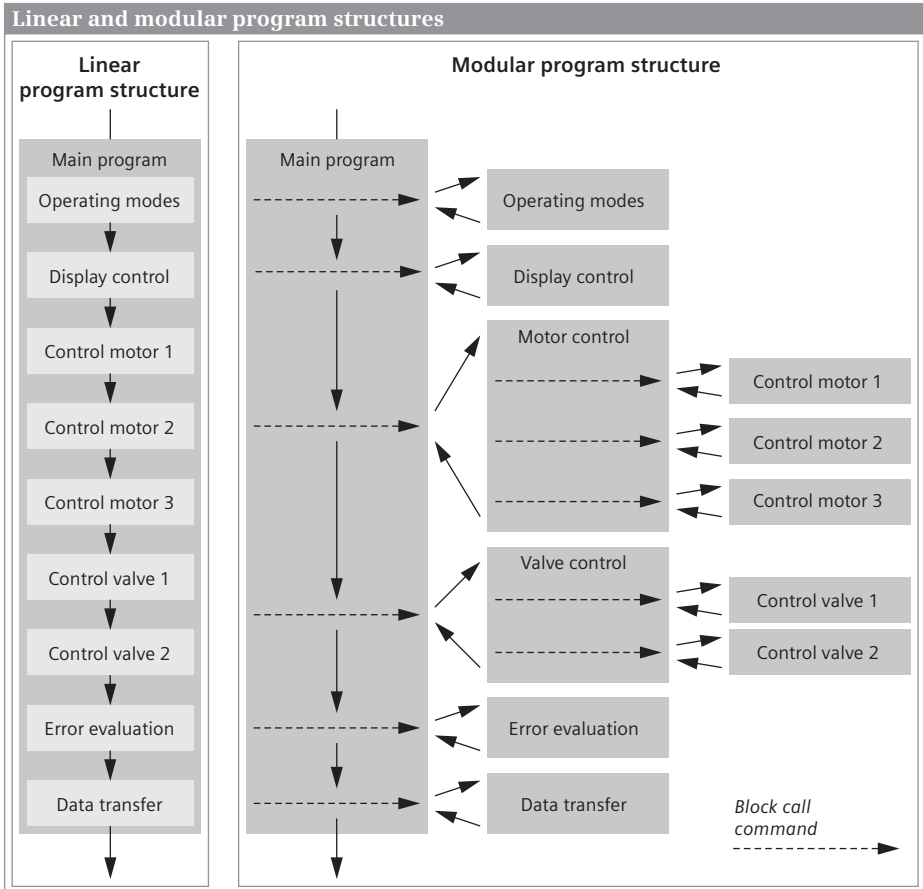 Linear and modular program structures
Linear
program structure
Main program
Operating modes
Display control
Control motor 1
Control motor 2
Control motor 3
Control valve 1
Control valve 2
Error evaluation
Data transfer
Modular program structure
Main program
Operating modes
Display control
Motor control
Control motor 1
Control motor 2
Control motor 3
Valve control
Control valve 1
Control valve 2
Error evaluation
Data transfer
Block call
command